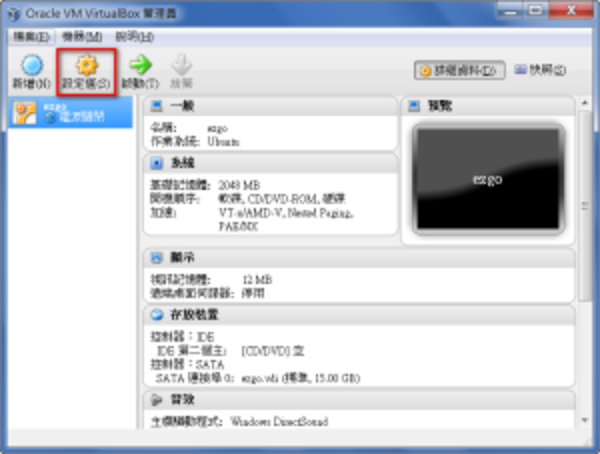 Oracle VM VirtualBox 管理員
檔案(F) 機器(M) 說明(H)
新增(N) 設定值(S) 啟動(T) 放棄
詳細資料(D) 快照(S)
ezgo
電源關閉
一般
名稱: ezgo
作業系統: Ubuntu
預覽
ezgo
系統
基礎記憶體: 2048 MB
開機順序: 軟碟, CD/DVD-ROM, 硬碟
加速: VT-x/AMD-V, Nested Paging,
PAE/NX
顯示
視訊記憶體: 12 MB
遠端桌面伺服器: 停用
存放裝置
控制器：IDE
IDE 第二個主: [CD/DVD] 空
控制器：SATA
SATA 連接埠 0: ezgo.vdi (標準, 15.00 GB)
音效
主機驅動程式: Windows DirectSound